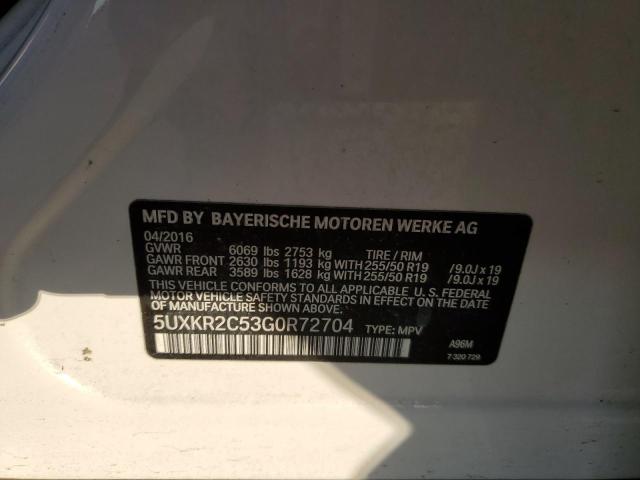 MFD BY BAYERISCHE MOTOREN WERKE AG
04/2016
GVWR 6069 lbs 2753 kg TIRE / RIM
GAWR FRONT 2630 lbs 1193 kg WITH 255/50 R19 / 9.0J x 19
GAWR REAR 3589 lbs 1628 kg WITH 255/50 R19 / 9.0J x 19
THIS VEHICLE CONFORMS TO ALL APPLICABLE U.S. FEDERAL
MOTOR VEHICLE SAFETY STANDARDS IN EFFECT ON THE DATE
OF MANUFACTURE SHOWN ABOVE.
5UXKR2C53G0R72704 TYPE: MPV
A96M
7 320 729